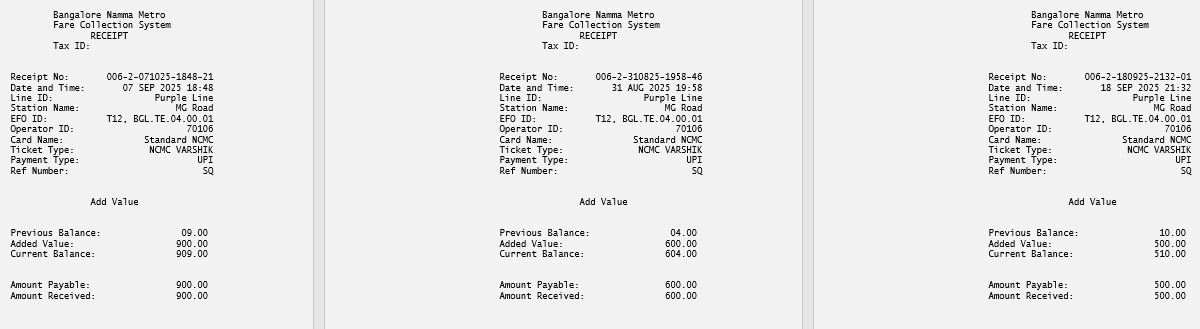 Bangalore Namma Metro
Fare Collection System
RECEIPT
Tax ID:
Receipt No: 006-2-071025-1848-21
Date and Time: 07 SEP 2025 18:48
Line ID: Purple Line
Station Name: MG Road
EFO ID: T12, BGL.TE.04.00.01
Operator ID: 70106
Card Name: Standard NCMC
Ticket Type: NCMC VARSHIK
Payment Type: UPI
Ref Number: SQ
Add Value
Previous Balance: 09.00
Added Value: 900.00
Current Balance: 909.00
Amount Payable: 900.00
Amount Received: 900.00
Bangalore Namma Metro
Fare Collection System
RECEIPT
Tax ID:
Receipt No: 006-2-310825-1958-46
Date and Time: 31 AUG 2025 19:58
Line ID: Purple Line
Station Name: MG Road
EFO ID: T12, BGL.TE.04.00.01
Operator ID: 70106
Card Name: Standard NCMC
Ticket Type: NCMC VARSHIK
Payment Type: UPI
Ref Number: SQ
Add Value
Previous Balance: 04.00
Added Value: 600.00
Current Balance: 604.00
Amount Payable: 600.00
Amount Received: 600.00
Bangalore Namma Metro
Fare Collection System
RECEIPT
Tax ID:
Receipt No: 006-2-180925-2132-01
Date and Time: 18 SEP 2025 21:32
Line ID: Purple Line
Station Name: MG Road
EFO ID: T12, BGL.TE.04.00.01
Operator ID: 70106
Card Name: Standard NCMC
Ticket Type: NCMC VARSHIK
Payment Type: UPI
Ref Number: SQ
Add Value
Previous Balance: 10.00
Added Value: 500.00
Current Balance: 510.00
Amount Payable: 500.00
Amount Received: 500.00